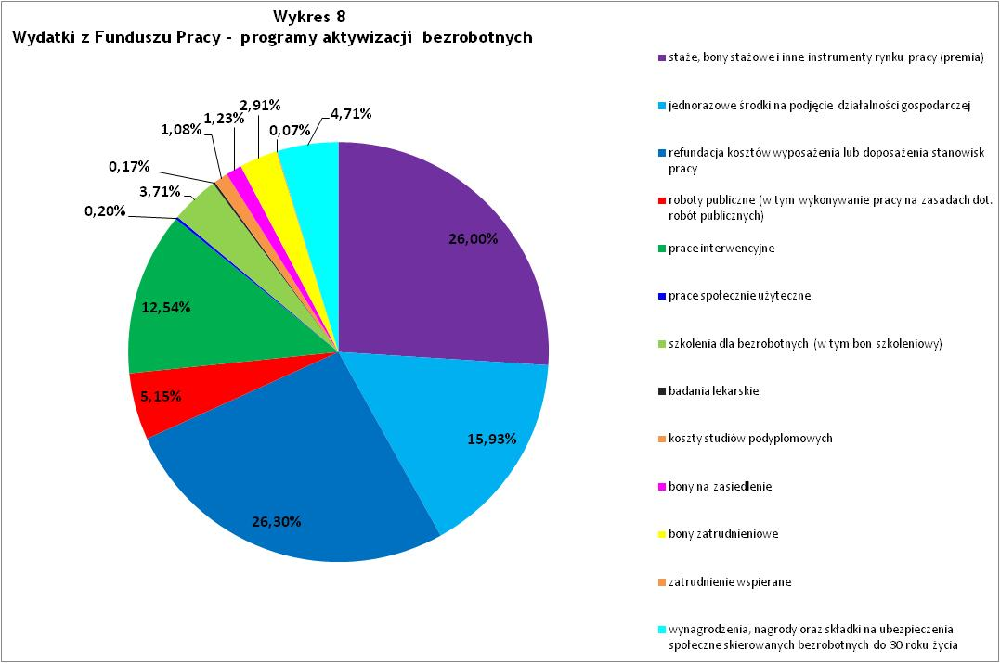 Wykres 8
Wydatki z Funduszu Pracy - programy aktywizacji bezrobotnych
26,00%
15,93%
26,30%
5,15%
12,54%
0,20%
3,71%
0,17%
1,08%
1,23%
2,91%
0,07%
4,71%
staże, bony stażowe i inne instrumenty rynku pracy (premia)
jednorazowe środki na podjęcie działalności gospodarczej
refundacja kosztów wyposażenia lub doposażenia stanowisk
pracy
roboty publiczne (w tym wykonywanie pracy na zasadach dot.
robót publicznych)
prace interwencyjne
prace społecznie użyteczne
szkolenia dla bezrobotnych (w tym bon szkoleniowy)
badania lekarskie
koszty studiów podyplomowych
bony na zasiedlenie
bony zatrudnieniowe
zatrudnienie wspierane
wynagrodzenia, nagrody oraz składki na ubezpieczenia
społeczne skierowanych bezrobotnych do 30 roku życia